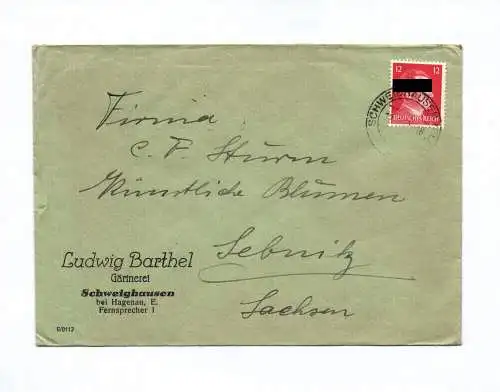 12 12
DEUTSCHES REICH
Firma
C. F. Sturm
Künstliche Blumen
Sebnitz
Sachsen
Ludwig Barthel
Gärtnerei
Schweighausen
bei Hagenau, E.
Fernsprecher 1